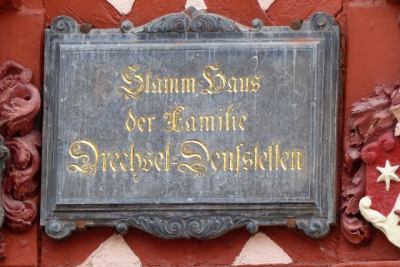 Stamm Haus
der Familie
Drechsel-Deufstetten